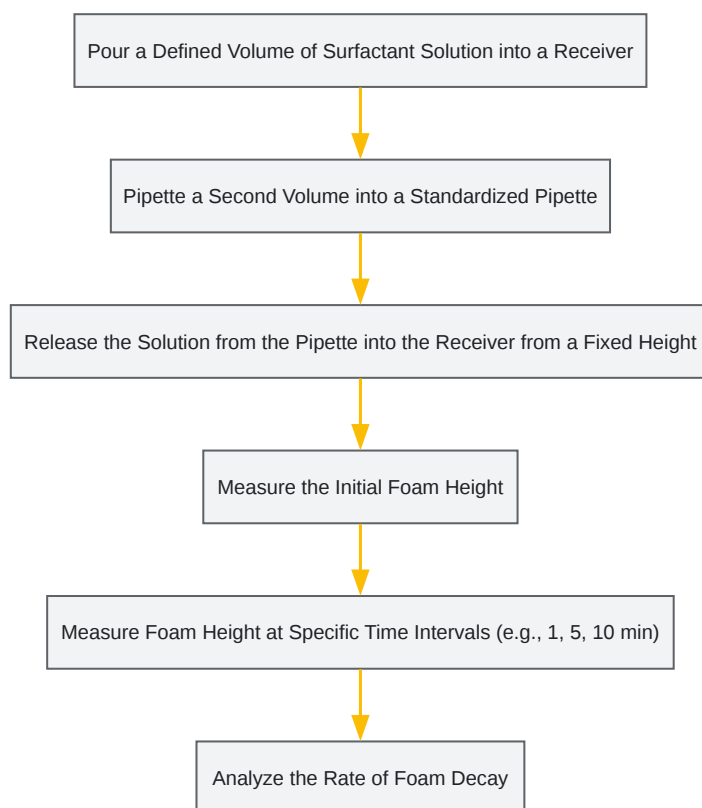 Pour a Defined Volume of Surfactant Solution into a Receiver
Pipette a Second Volume into a Standardized Pipette
Release the Solution from the Pipette into the Receiver from a Fixed Height
Measure the Initial Foam Height
Measure Foam Height at Specific Time Intervals (e.g., 1, 5, 10 min)
Analyze the Rate of Foam Decay